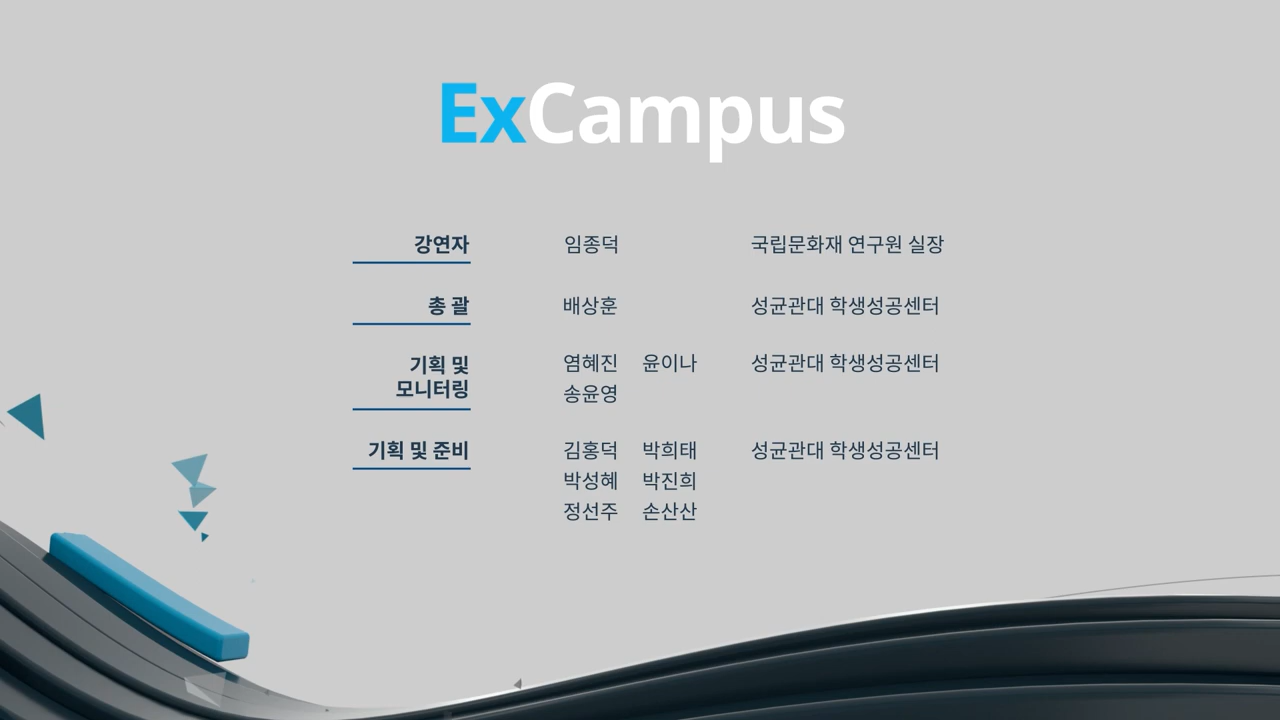 ExCampus
강연자 임종덕 국립문화재 연구원 실장
총 괄 배상훈 성균관대 학생성공센터
기획 및
모니터링
염혜진 윤이나 성균관대 학생성공센터
송윤영
기획 및 준비 김홍덕 박희태 성균관대 학생성공센터
박성혜 박진희
정선주 손산산